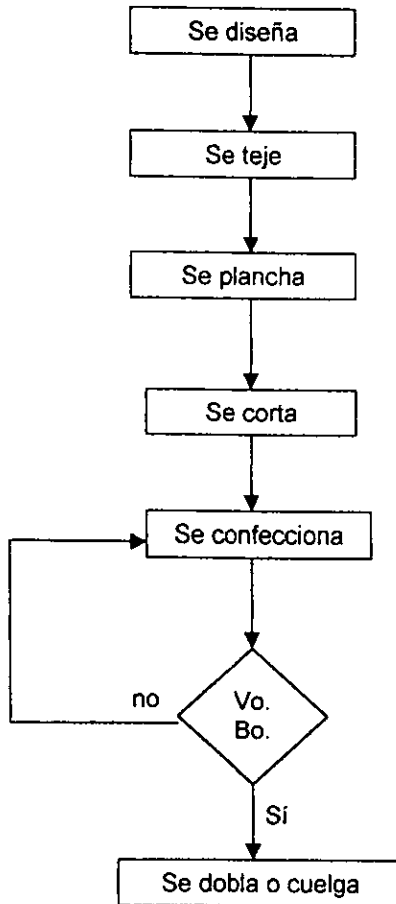 Se diseña
Se teje
Se plancha
Se corta
Se confecciona
no
Vo.
Bo.
Sí
Se dobla o cuelga